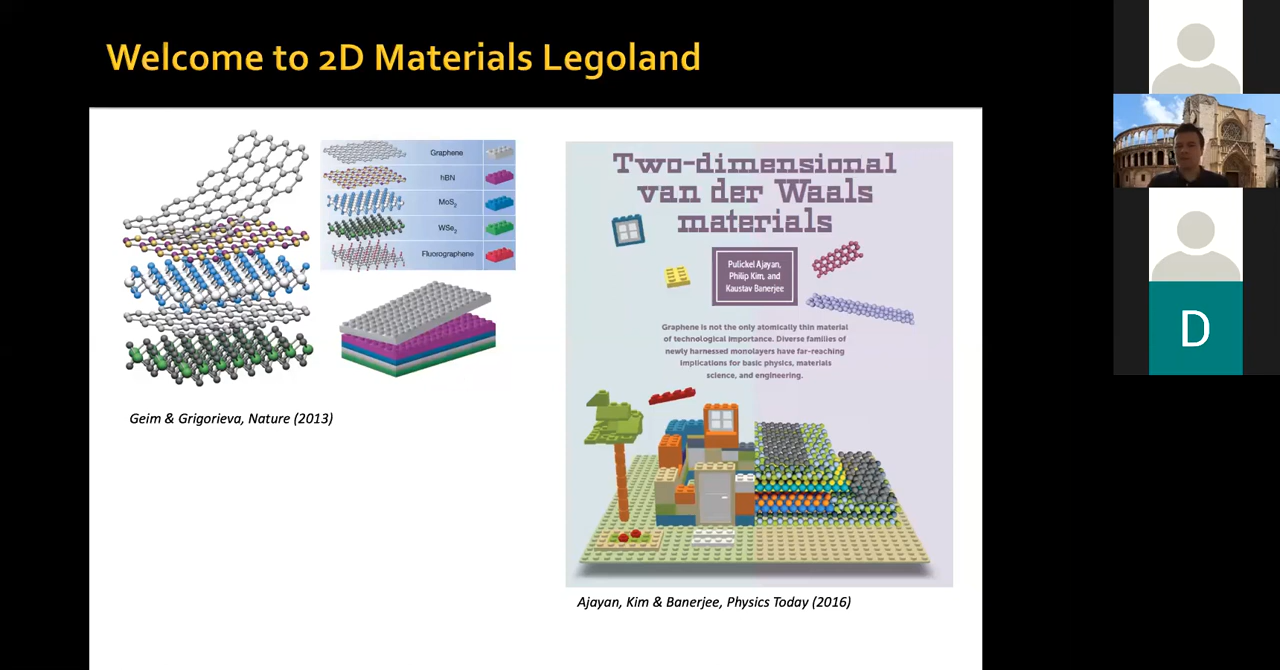 Welcome to 2D Materials Legoland
Graphene
hBN
MoS₂
WSe₂
Fluorographene
Geim & Grigorieva, Nature (2013)
Two-dimensional
van der Waals
materials
Pulickel Ajayan,
Philip Kim, and
Kaustav Banerjee
Graphene is not the only atomically thin material
of technological importance. Diverse families of
newly harnessed monolayers have far-reaching
implications for basic physics, materials
science, and engineering.
Ajayan, Kim & Banerjee, Physics Today (2016)
D